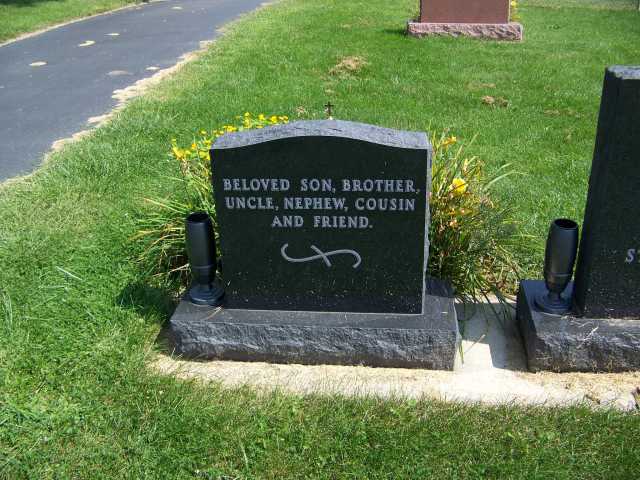 BELOVED SON, BROTHER,
UNCLE, NEPHEW, COUSIN
AND FRIEND.